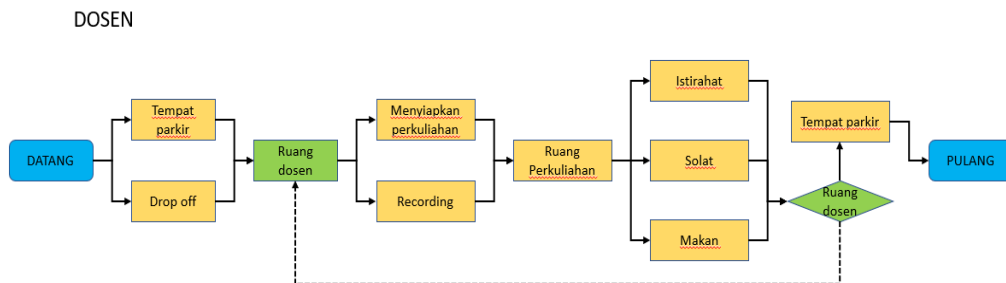 DOSEN
DATANG
Tempat
parkir
Drop off
Ruang
dosen
Menyiapkan
perkuliahan
Recording
Ruang
Perkuliahan
Istirahat
Solat
Makan
Tempat parkir
Ruang
dosen
PULANG